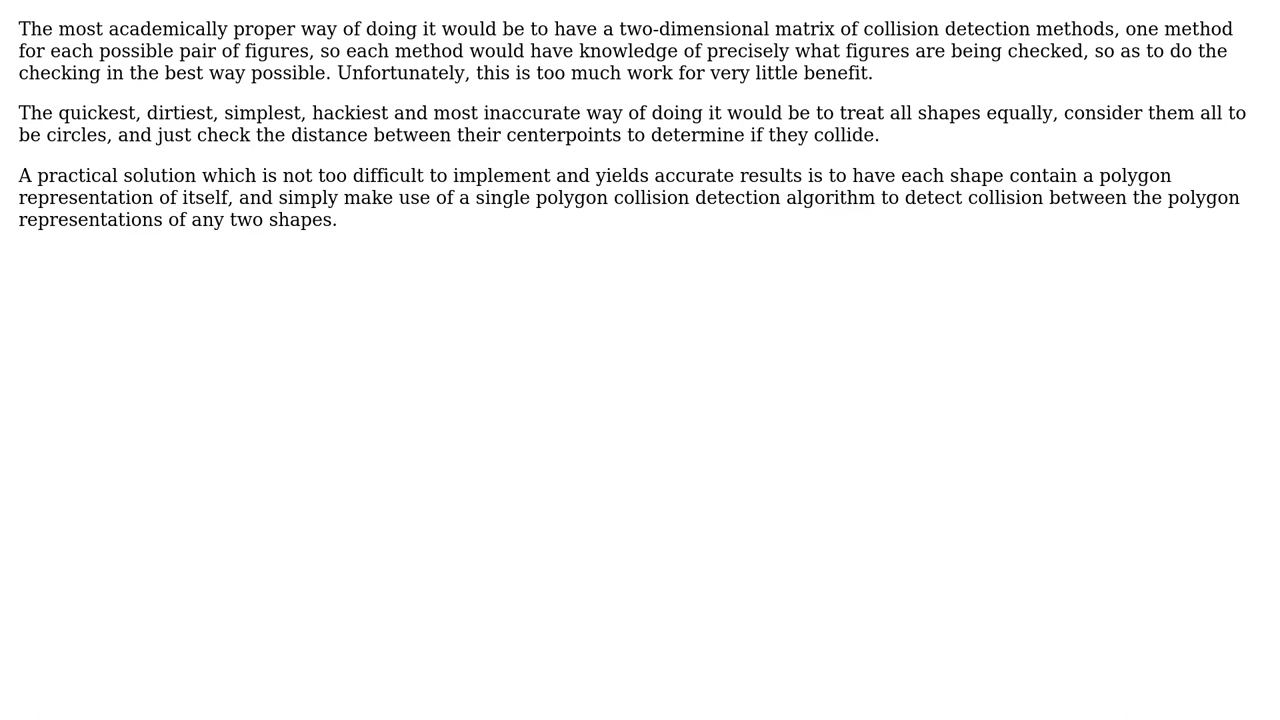 The most academically proper way of doing it would be to have a two-dimensional matrix of collision detection methods, one method
for each possible pair of figures, so each method would have knowledge of precisely what figures are being checked, so as to do the
checking in the best way possible. Unfortunately, this is too much work for very little benefit.
The quickest, dirtiest, simplest, hackiest and most inaccurate way of doing it would be to treat all shapes equally, consider them all to
be circles, and just check the distance between their centerpoints to determine if they collide.
A practical solution which is not too difficult to implement and yields accurate results is to have each shape contain a polygon
representation of itself, and simply make use of a single polygon collision detection algorithm to detect collision between the polygon
representations of any two shapes.